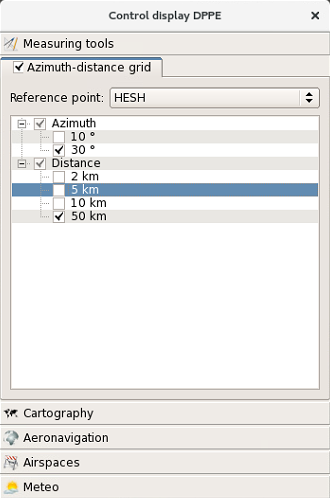 Control display DPPE
Measuring tools
Azimuth-distance grid
Reference point: HESH
Azimuth
10 °
30 °
Distance
2 km
5 km
10 km
50 km
Cartography
Aeronavigation
Airspaces
Meteo